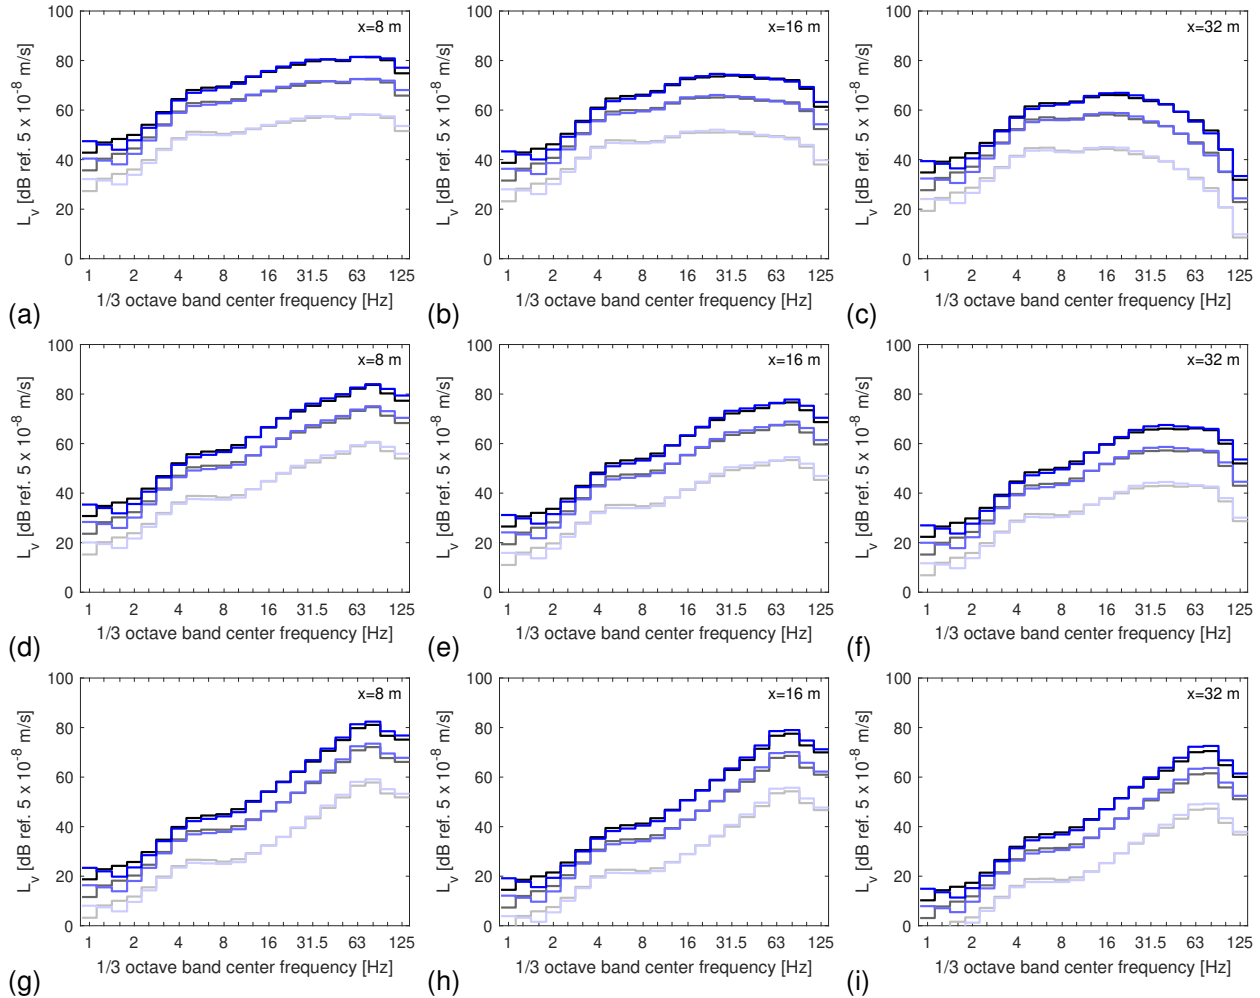 x=8 m
100
80
60
40
20
0
L_v [dB ref. 5 x 10^-8 m/s]
1 2 4 8 16 31.5 63 125
1/3 octave band center frequency [Hz]
(a)
x=16 m
100
80
60
40
20
0
L_v [dB ref. 5 x 10^-8 m/s]
1 2 4 8 16 31.5 63 125
1/3 octave band center frequency [Hz]
(b)
x=32 m
100
80
60
40
20
0
L_v [dB ref. 5 x 10^-8 m/s]
1 2 4 8 16 31.5 63 125
1/3 octave band center frequency [Hz]
(c)
x=8 m
100
80
60
40
20
0
L_v [dB ref. 5 x 10^-8 m/s]
1 2 4 8 16 31.5 63 125
1/3 octave band center frequency [Hz]
(d)
x=16 m
100
80
60
40
20
0
L_v [dB ref. 5 x 10^-8 m/s]
1 2 4 8 16 31.5 63 125
1/3 octave band center frequency [Hz]
(e)
x=32 m
100
80
60
40
20
0
L_v [dB ref. 5 x 10^-8 m/s]
1 2 4 8 16 31.5 63 125
1/3 octave band center frequency [Hz]
(f)
x=8 m
100
80
60
40
20
0
L_v [dB ref. 5 x 10^-8 m/s]
1 2 4 8 16 31.5 63 125
1/3 octave band center frequency [Hz]
(g)
x=16 m
100
80
60
40
20
0
L_v [dB ref. 5 x 10^-8 m/s]
1 2 4 8 16 31.5 63 125
1/3 octave band center frequency [Hz]
(h)
x=32 m
100
80
60
40
20
0
L_v [dB ref. 5 x 10^-8 m/s]
1 2 4 8 16 31.5 63 125
1/3 octave band center frequency [Hz]
(i)